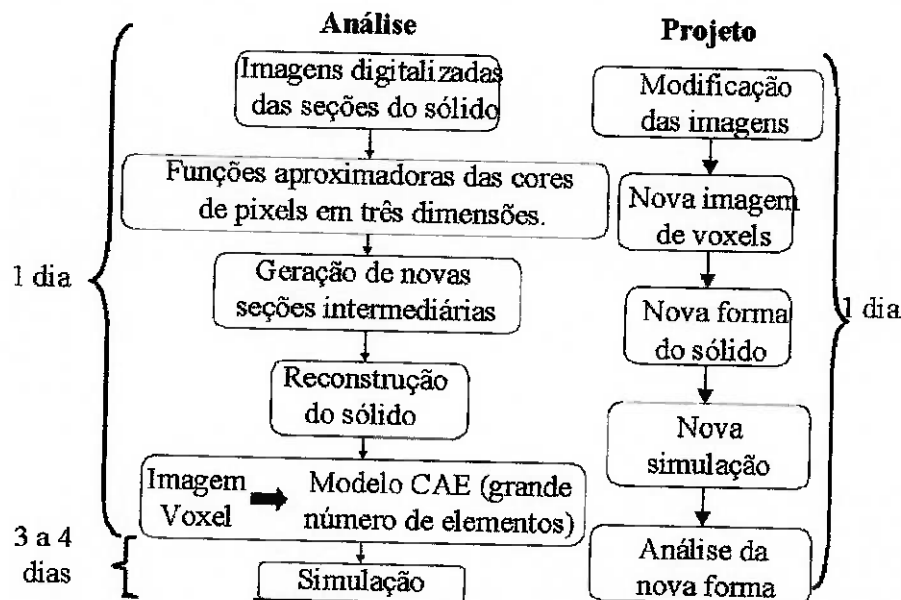 Análise
Imagens digitalizadas
das seções do sólido
Funções aproximadoras das cores
de pixels em três dimensões.
Geração de novas
seções intermediárias
Reconstrução
do sólido
Imagem
Voxel
Modelo CAE (grande
número de elementos)
Simulação
1 dia
3 a 4
dias
Projeto
Modificação
das imagens
Nova imagem
de voxels
Nova forma
do sólido
Nova
simulação
Análise da
nova forma
1 dia